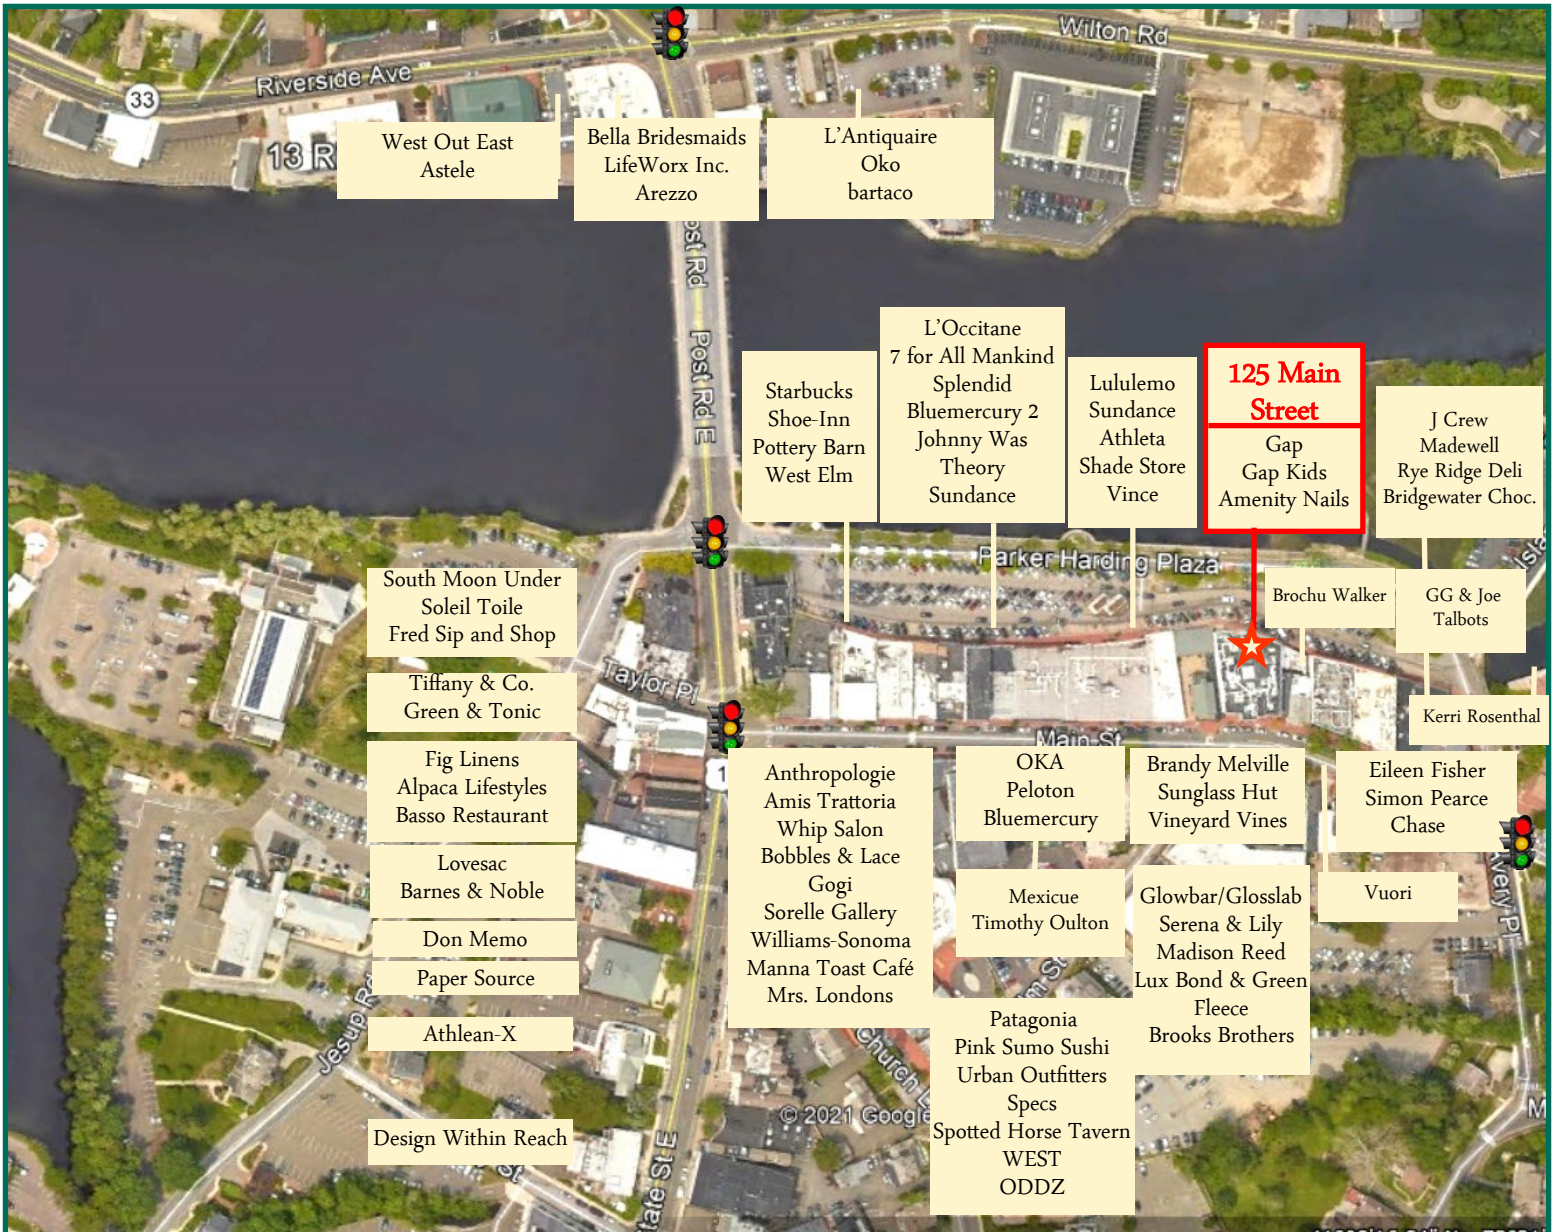 Wilton Rd
Riverside Ave
33
13 R
West Out East
Astele
Bella Bridesmaids
LifeWorx Inc.
Arezzo
L'Antiquaire
Oko
bartaco
Post Rd
Post Rd E
Starbucks
Shoe-Inn
Pottery Barn
West Elm
L'Occitane
7 for All Mankind
Splendid
Bluemercury 2
Johnny Was
Theory
Sundance
Lululemo
Sundance
Athleta
Shade Store
Vince
125 Main
Street
Gap
Gap Kids
Amenity Nails
J Crew
Madewell
Rye Ridge Deli
Bridgewater Choc.
Parker Harding Plaza
Brochu Walker
GG & Joe
Talbots
Kerri Rosenthal
South Moon Under
Soleil Toile
Fred Sip and Shop
Taylor Pl
Tiffany & Co.
Green & Tonic
Main St
1
Fig Linens
Alpaca Lifestyles
Basso Restaurant
Lovesac
Barnes & Noble
Don Memo
Paper Source
Athlean-X
Jesup Rd
Design Within Reach
Anthropologie
Amis Trattoria
Whip Salon
Bobbles & Lace
Gogi
Sorelle Gallery
Williams-Sonoma
Manna Toast Café
Mrs. Londons
OKA
Peloton
Bluemercury
Mexicue
Timothy Oulton
Brandy Melville
Sunglass Hut
Vineyard Vines
Glowbar/Glosslab
Serena & Lily
Madison Reed
Lux Bond & Green
Fleece
Brooks Brothers
Eileen Fisher
Simon Pearce
Chase
Vuori
Patagonia
Pink Sumo Sushi
Urban Outfitters
Specs
Spotted Horse Tavern
WEST
ODDZ
Church L
© 2021 Google